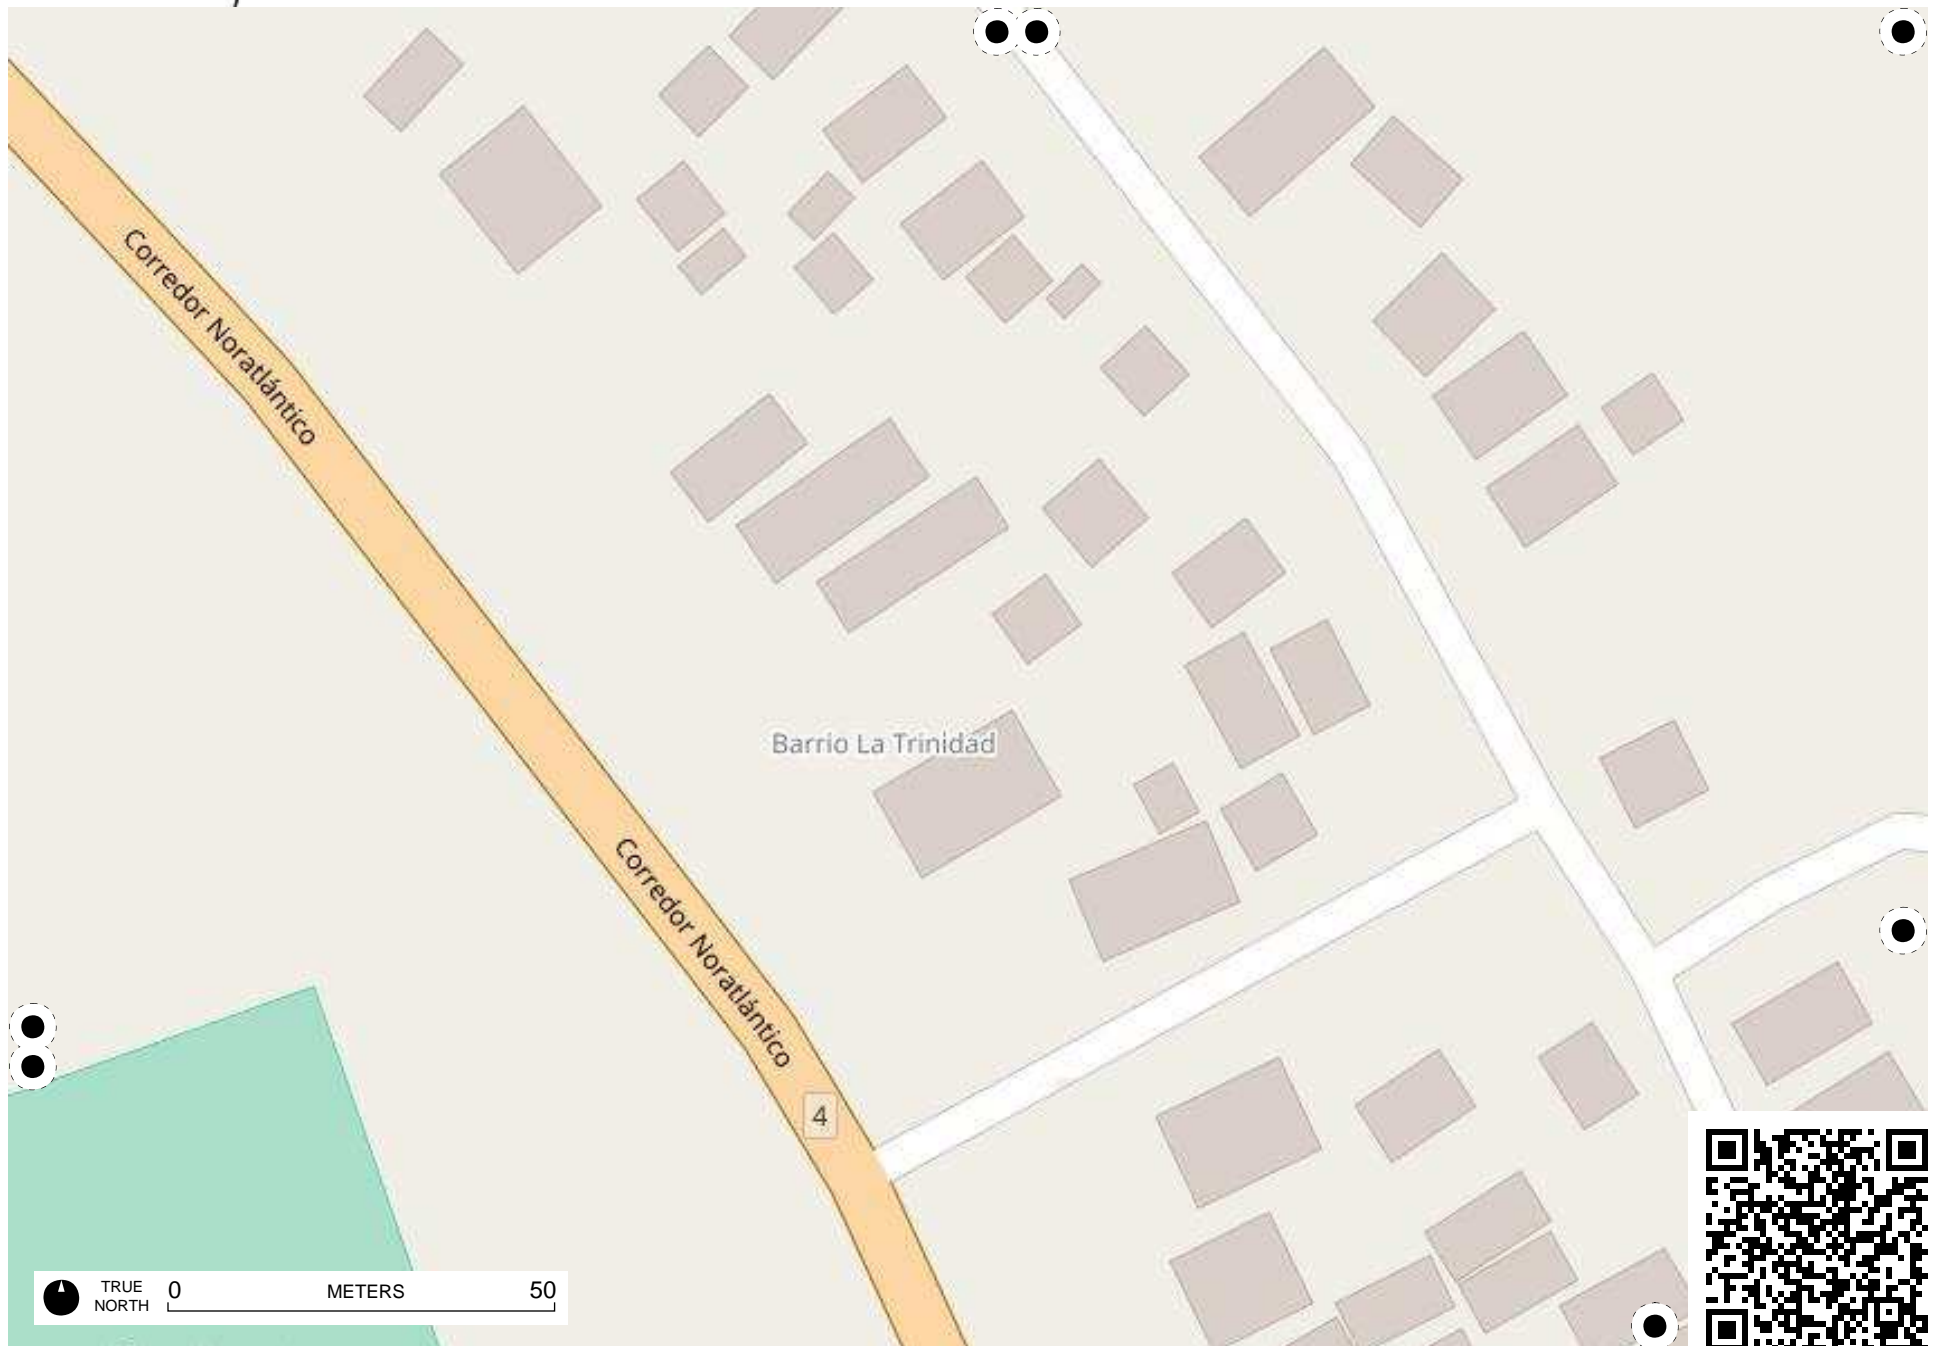 Corredor Noratlántico
Barrio La Trinidad
Corredor Noratlántico
4
TRUE
NORTH
0 METERS 50